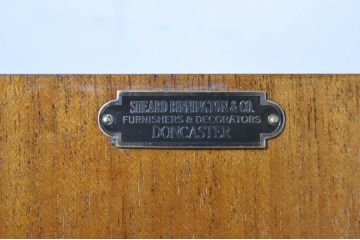 SHEARD BINNINGTON & CO.
FURNISHERS & DECORATORS
DONCASTER